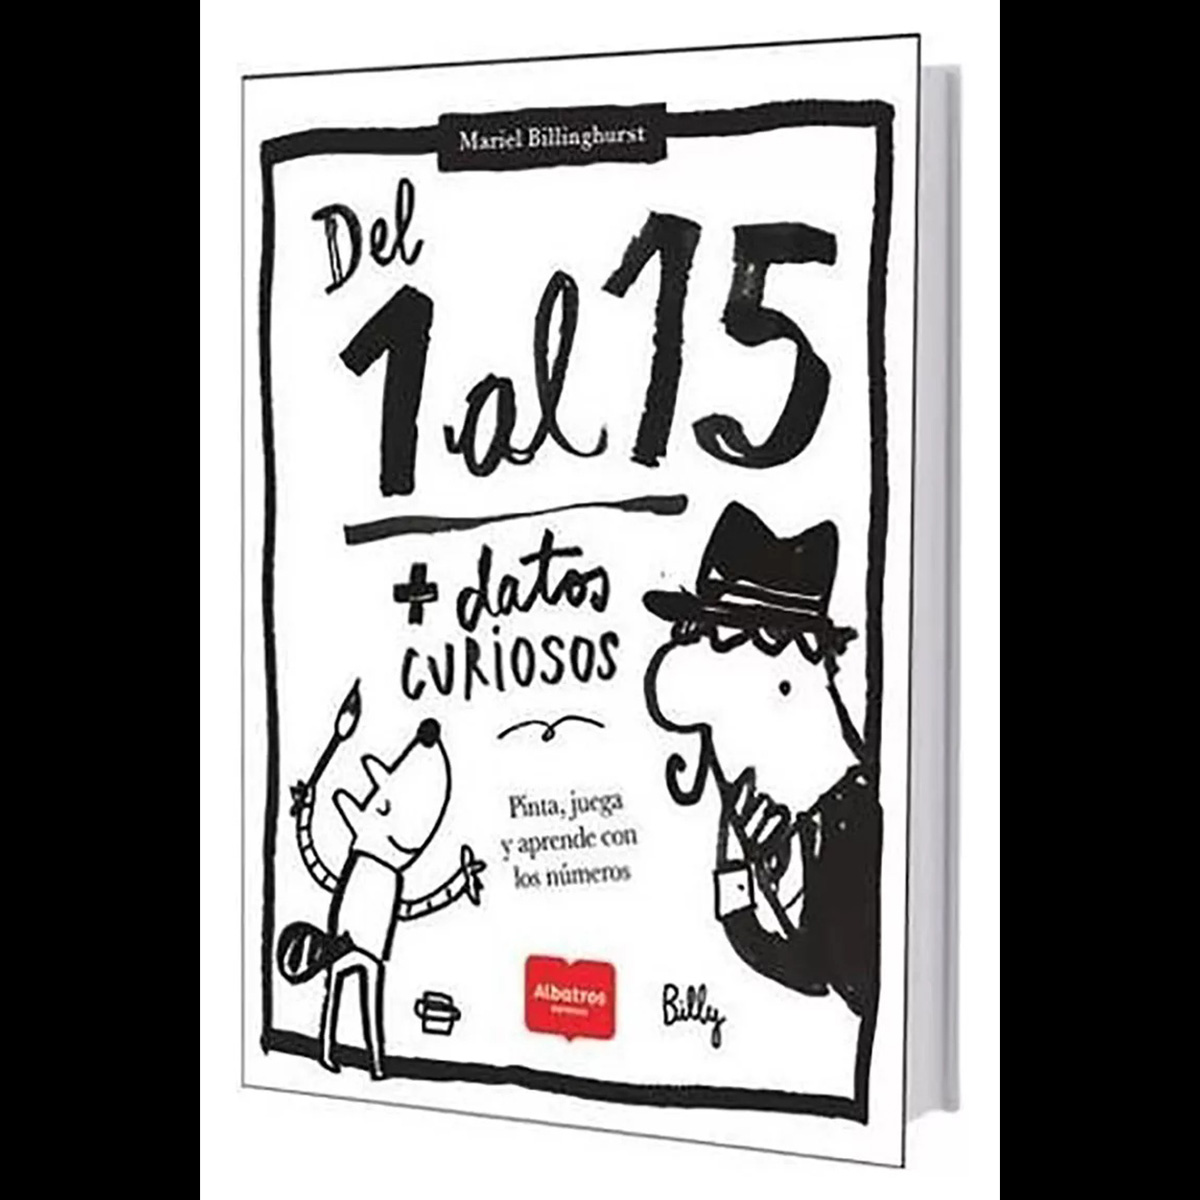 Mariel Billinghurst
Del
1 al 15
+ datos
CURIOSOS
Pinta, juega
y aprende con
los números
Albatros
Billy